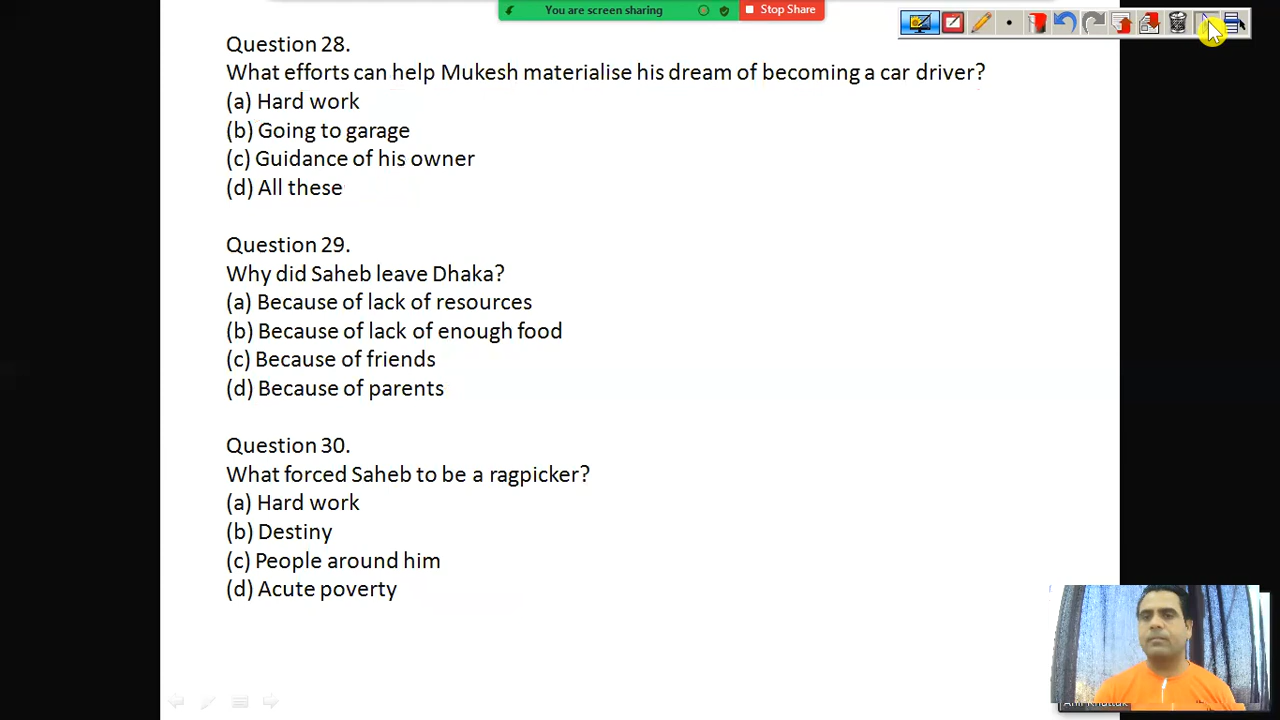 You are screen sharing
Stop Share
Question 28.
What efforts can help Mukesh materialise his dream of becoming a car driver?
(a) Hard work
(b) Going to garage
(c) Guidance of his owner
(d) All these
Question 29.
Why did Saheb leave Dhaka?
(a) Because of lack of resources
(b) Because of lack of enough food
(c) Because of friends
(d) Because of parents
Question 30.
What forced Saheb to be a ragpicker?
(a) Hard work
(b) Destiny
(c) People around him
(d) Acute poverty